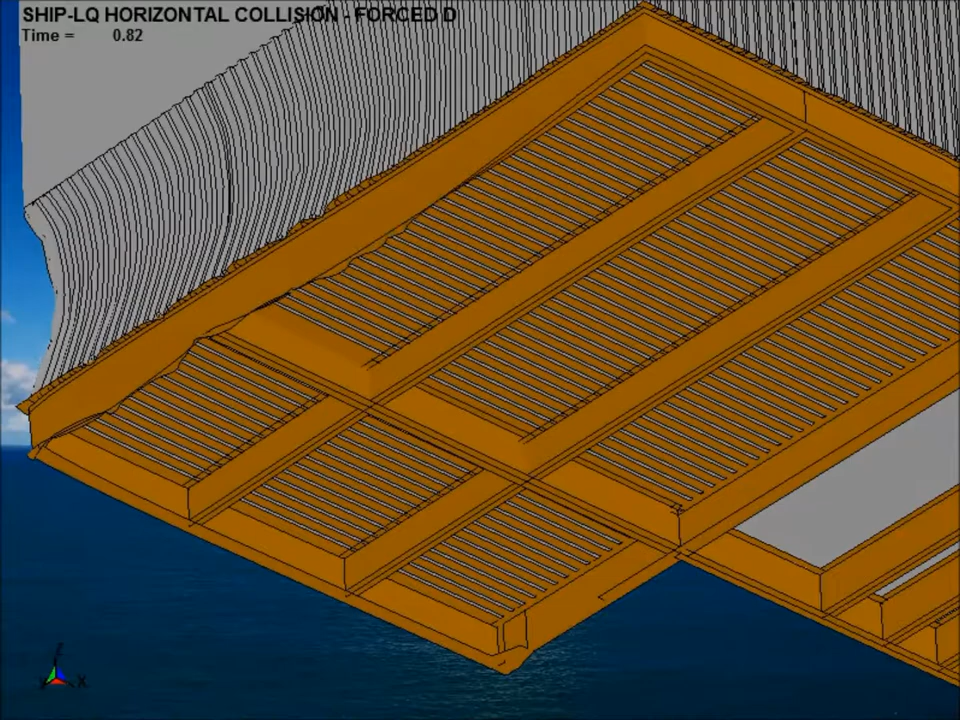 SHIP-LQ HORIZONTAL COLLISION - FORCED D
Time = 0.82
Z
X